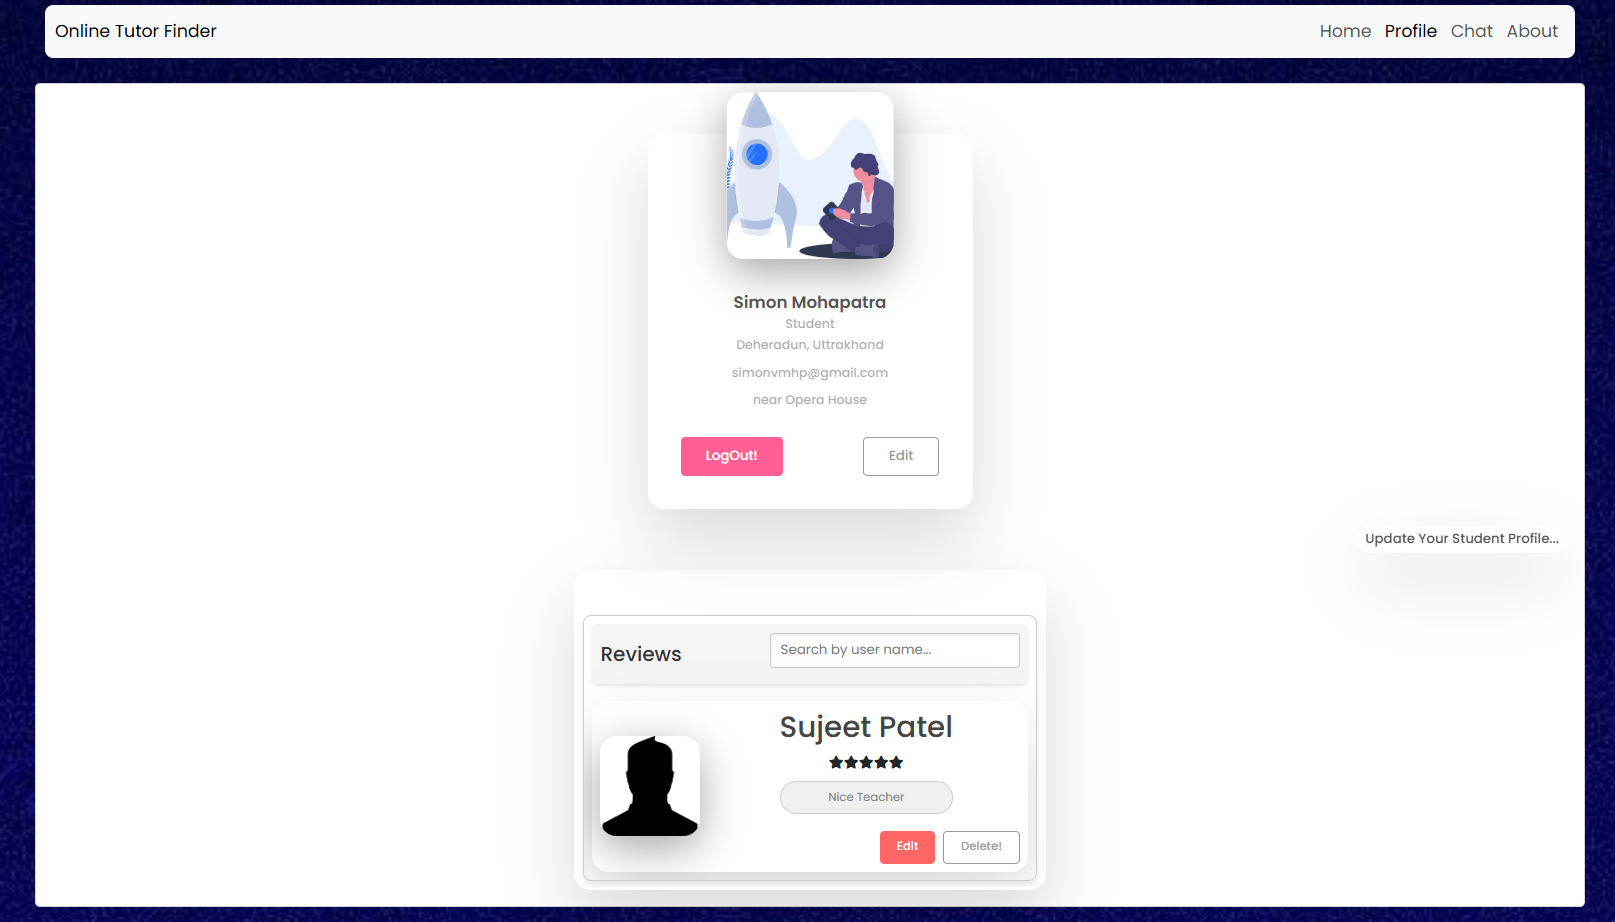 Online Tutor Finder
Home Profile Chat About
Simon Mohapatra
Student
Deheradun, Uttrakhand
simonvmhp@gmail.com
near Opera House
LogOut! Edit
Update Your Student Profile...
Reviews Search by user name...
Sujeet Patel
Nice Teacher
Edit Delete!